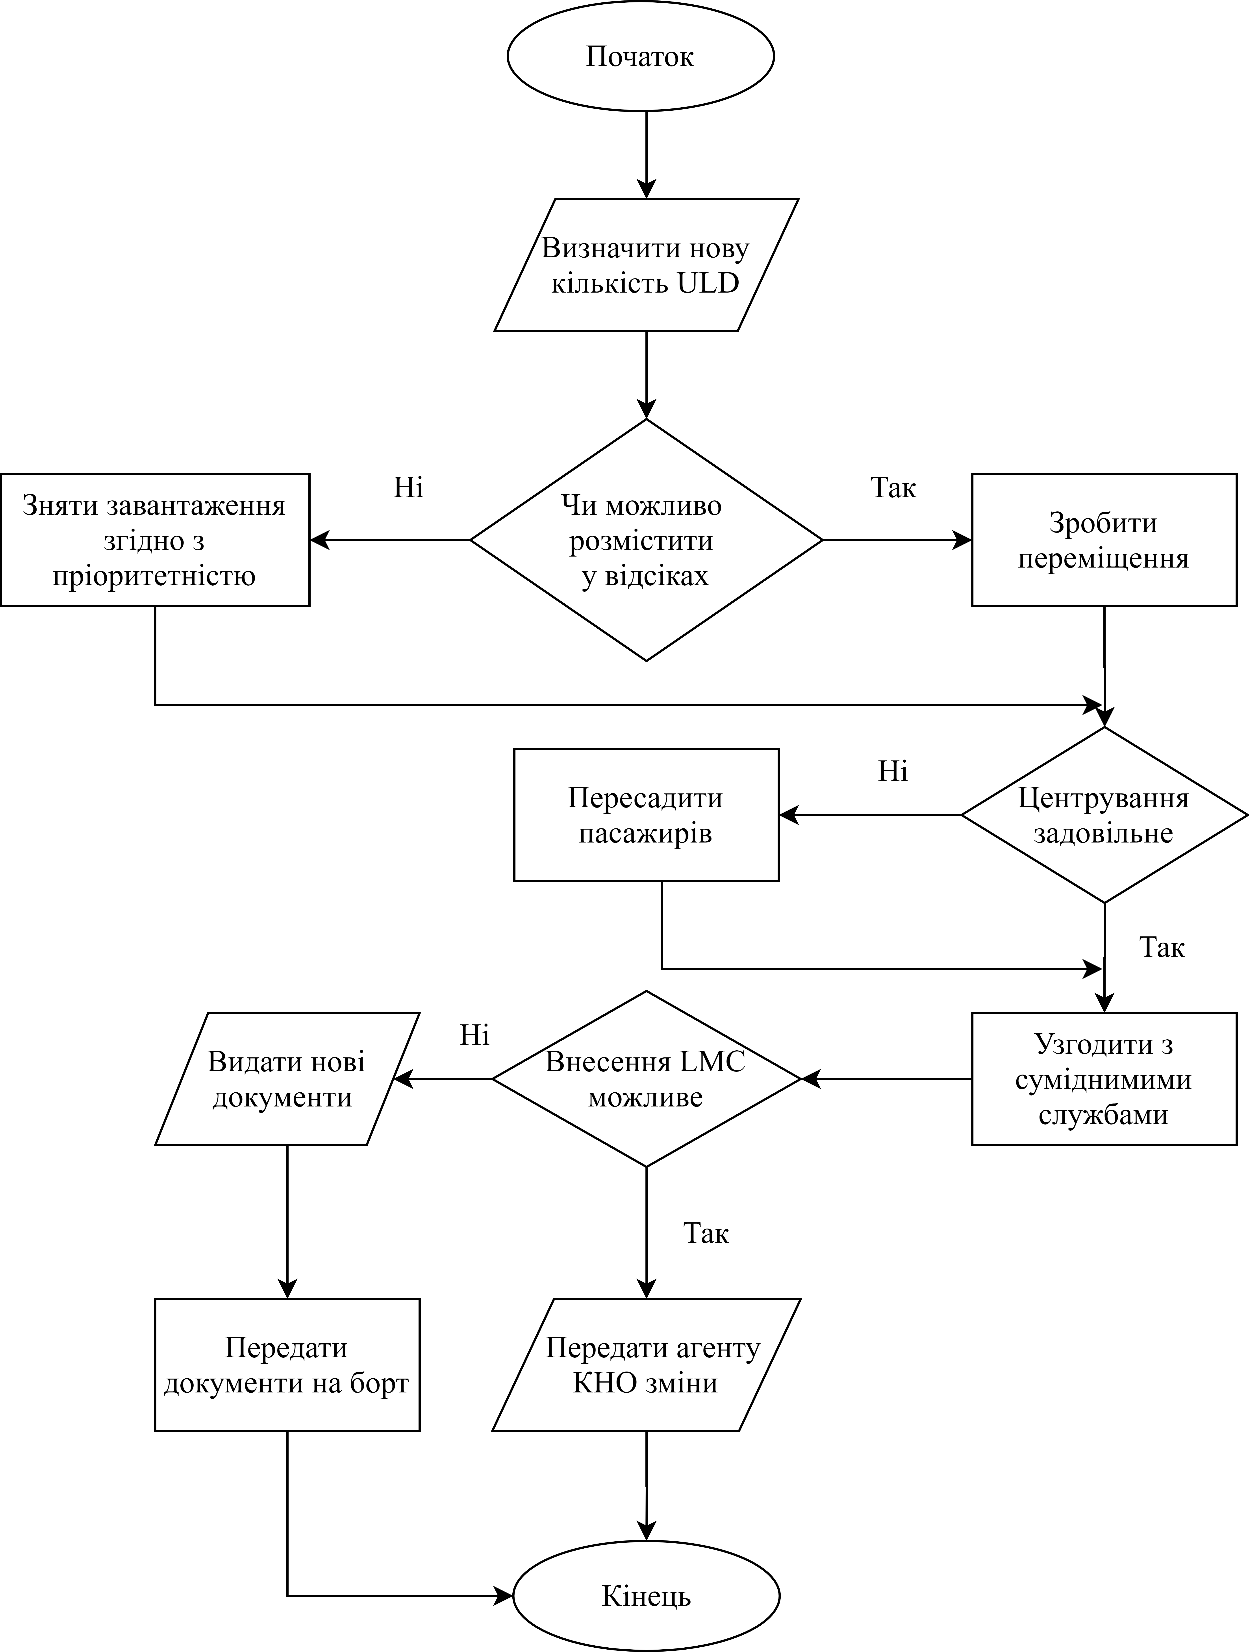 Початок
Визначити нову
кількість ULD
Ні
Так
Зняти завантаження
згідно з
пріоритетністю
Чи можливо
розмістити
у відсіках
Зробити
переміщення
Ні
Пересадити
пасажирів
Центрування
задовільне
Так
Ні
Видати нові
документи
Внесення LMC
можливе
Узгодити з
суміднимими
службами
Так
Передати
документи на борт
Передати агенту
КНО зміни
Кінець